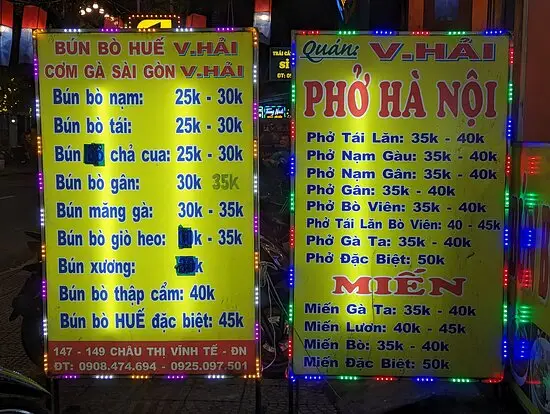 BÚN BÒ HUẾ V.HẢI
CƠM GÀ SÀI GÒN V.HẢI
Bún bò nạm: 25k - 30k
Bún bò tái: 25k - 30k
Bún chả cua: 25k - 30k
Bún bò gân: 30k 35k
Bún măng gà: 30k - 35k
Bún bò giò heo: k - 35k
Bún xương: k
Bún bò thập cẩm: 40k
Bún bò HUẾ đặc biệt: 45k
147 - 149 CHÂU THỊ VĨNH TẾ - ĐN
ĐT: 0908.474.694 - 0925.097.501
Quán: V.HẢI
PHỞ HÀ NỘI
Phở Tái Lăn: 35k - 40k
Phở Nạm Gàu: 35k - 40k
Phở Nạm Gân: 35k - 40k
Phở Gân: 35k - 40k
Phở Bò Viên: 35k - 40k
Phở Tái Lăn Bò Viên: 40 - 45k
Phở Gà Ta: 35k - 40k
Phở Đặc Biệt: 50k
MIẾN
Miến Gà Ta: 35k - 40k
Miến Lươn: 40k - 45k
Miến Bò: 35k - 40k
Miến Đặc Biệt: 50k